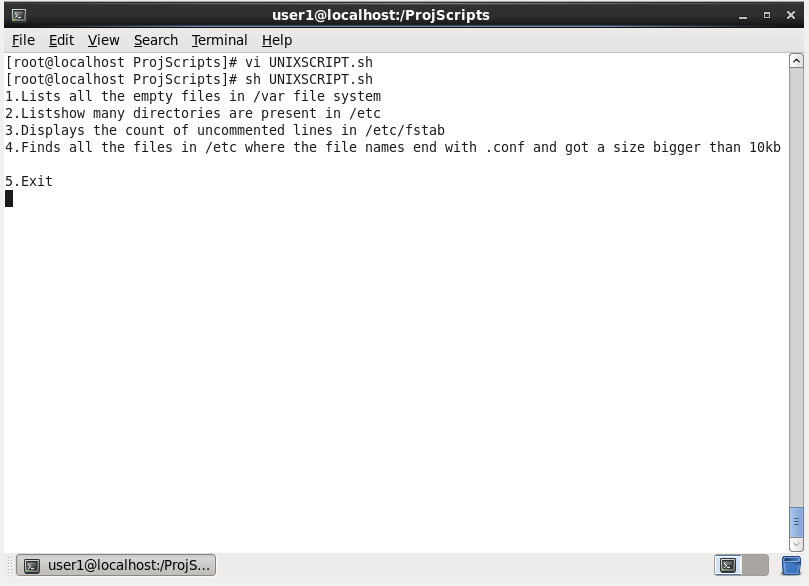 user1@localhost:/ProjScripts
File Edit View Search Terminal Help
[root@localhost ProjScripts]# vi UNIXSCRIPT.sh
[root@localhost ProjScripts]# sh UNIXSCRIPT.sh
1.Lists all the empty files in /var file system
2.Listshow many directories are present in /etc
3.Displays the count of uncommented lines in /etc/fstab
4.Finds all the files in /etc where the file names end with .conf and got a size bigger than 10kb
5.Exit
user1@localhost:/ProjS...